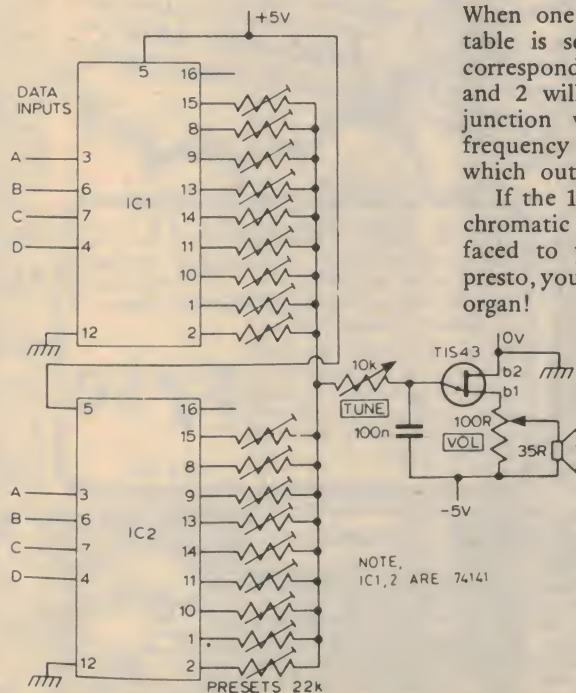 When one
table is se
correspond
and 2 will
junction w
frequency
which out
If the 1
chromatic
faced to
presto, you
organ!
+5V
5
16
DATA
INPUTS
15
8
A
3
9
B
6
13
C
7
IC1
14
D
4
11
10
1
12
2
5
16
15
8
A
3
9
B
6
13
C
7
IC2
14
D
4
11
10
1
12
2
PRESETS 22k
10k
TUNE
100n
TIS43
0V
b2
b1
100R
VOL
35R
-5V
NOTE,
IC1,2 ARE 74141